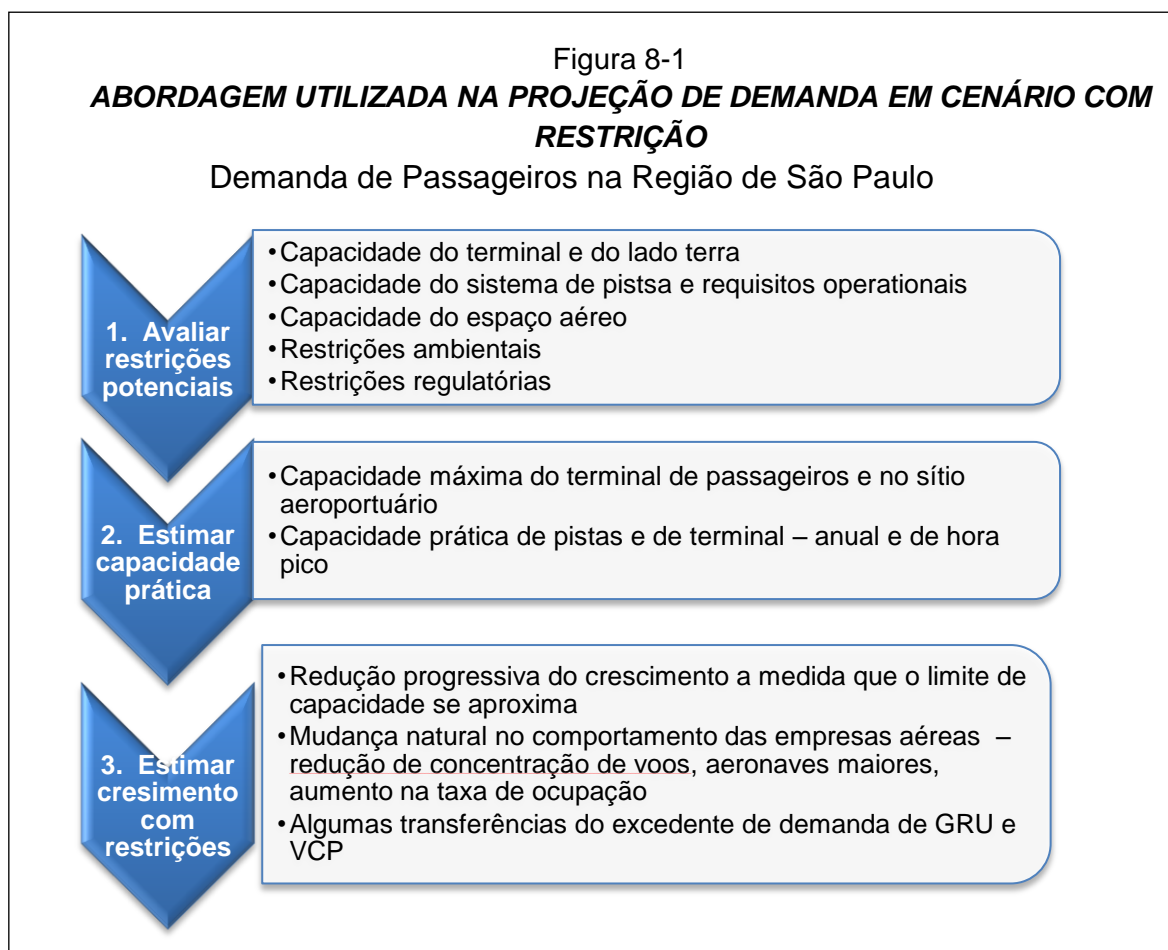 Figura 8-1
ABORDAGEM UTILIZADA NA PROJEÇÃO DE DEMANDA EM CENÁRIO COM
RESTRIÇÃO
Demanda de Passageiros na Região de São Paulo
1. Avaliar
restrições
potenciais
•Capacidade do terminal e do lado terra
•Capacidade do sistema de pistsa e requisitos operationais
•Capacidade do espaço aéreo
•Restrições ambientais
•Restrições regulatórias
2. Estimar
capacidade
prática
•Capacidade máxima do terminal de passageiros e no sítio
aeroportuário
•Capacidade prática de pistas e de terminal – anual e de hora
pico
3. Estimar
cresimento
com
restrições
•Redução progressiva do crescimento a medida que o limite de
capacidade se aproxima
•Mudança natural no comportamento das empresas aéreas –
redução de concentração de voos, aeronaves maiores,
aumento na taxa de ocupação
•Algumas transferências do excedente de demanda de GRU e
VCP